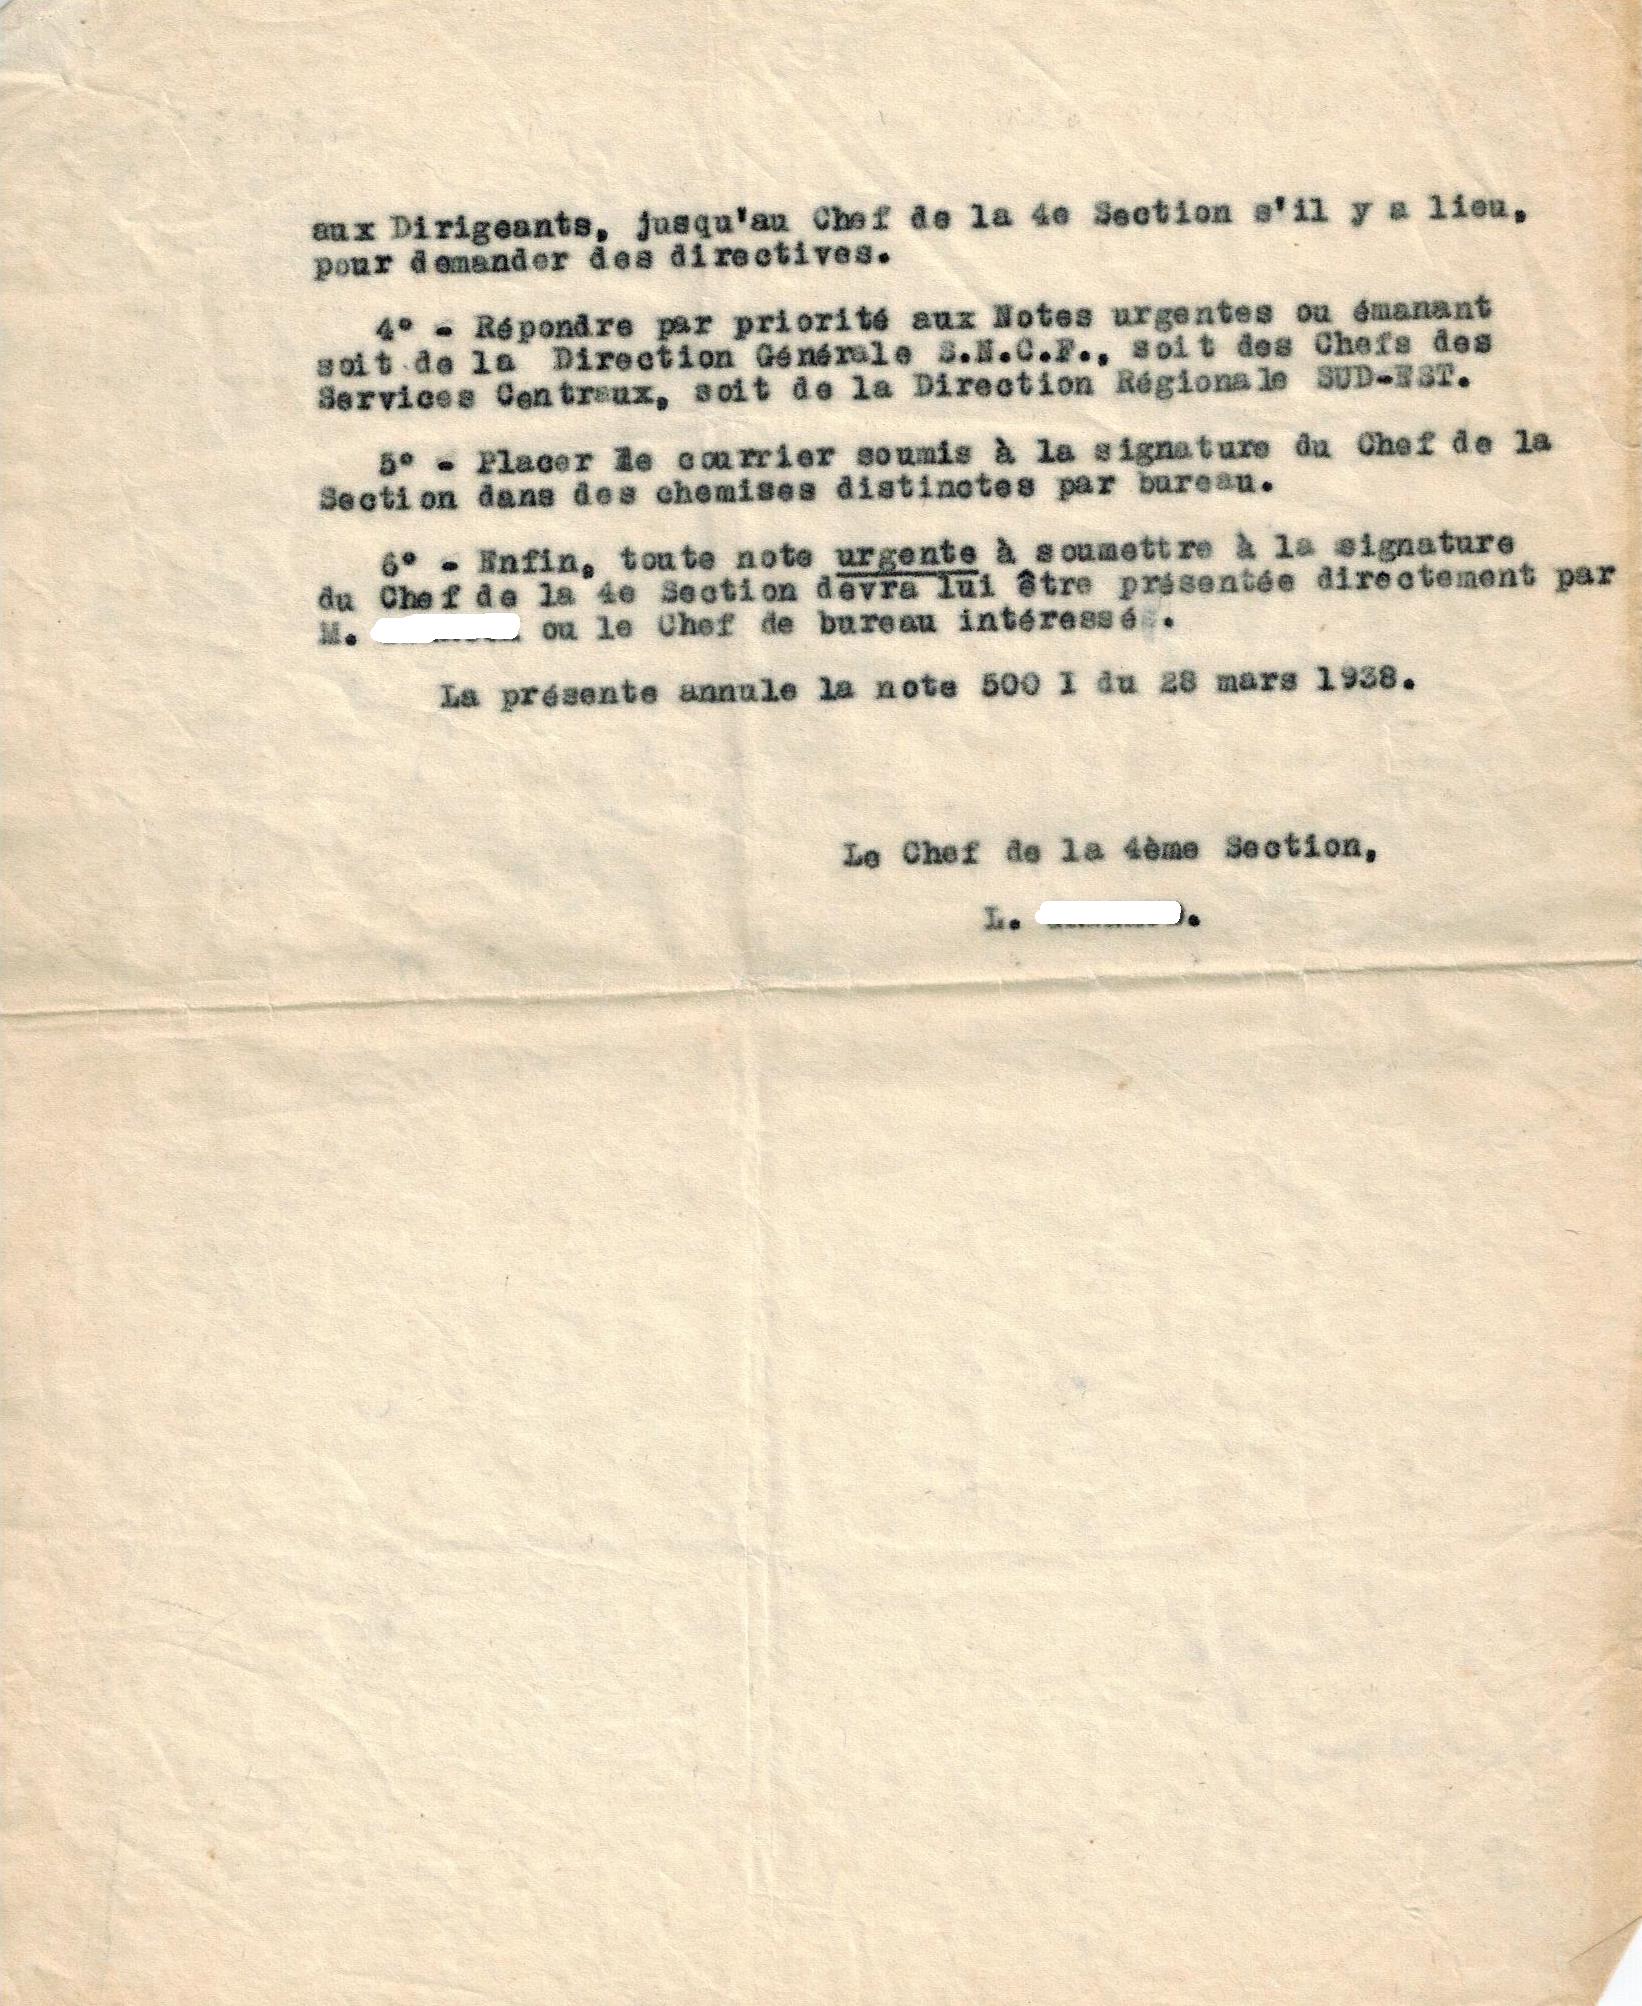 aux Dirigeants, jusqu'au Chef de la 4e Section s'il y a lieu,
pour demander des directives.
4° - Répondre par priorité aux Notes urgentes ou émanant
soit de la Direction Générale S.N.C.F., soit des Chefs des
Services Centraux, soit de la Direction Régionale SUD-EST.
5° - Placer le courrier soumis à la signature du Chef de la
Section dans des chemises distinctes par bureau.
6° - Enfin, toute note urgente à soumettre à la signature
du Chef de la 4e Section devra lui être présentée directement par
M. ou le Chef de bureau intéressé.
La présente annule la note 500 I du 28 mars 1938.
Le Chef de la 4ème Section,
L. .